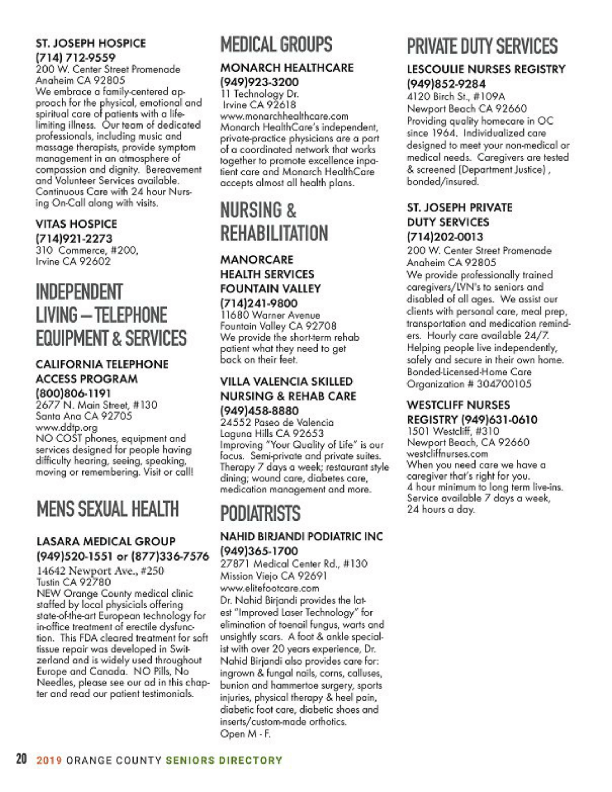 ST. JOSEPH HOSPICE
(714) 712-9559
200 W. Center Street Promenade
Anaheim CA 92805
We embrace a family-centered ap-
proach for the physical, emotional and
spiritual care of patients with a life-
limiting illness.  Our team of dedicated
professionals, including music and
massage therapists, provide symptom
management in an atmosphere of
compassion and dignity.  Bereavement
and Volunteer Services available.
Continuous Care with 24 hour Nurs-
ing On-Call along with visits.
VITAS HOSPICE
(714)921-2273
310  Commerce, #200,
Irvine CA 92602
INDEPENDENT
LIVING – TELEPHONE
EQUIPMENT & SERVICES
CALIFORNIA TELEPHONE
ACCESS PROGRAM
(800)806-1191
2677 N. Main Street, #130
Santa Ana CA 92705
www.ddtp.org
NO COST phones, equipment and
services designed for people having
difficulty hearing, seeing, speaking,
moving or remembering. Visit or call!
MENS SEXUAL HEALTH
LASARA MEDICAL GROUP
(949)520-1551 or (877)336-7576
14642 Newport Ave., #250
Tustin CA 92780
NEW Orange County medical clinic
staffed by local physicials offering
state-of-the-art European technology for
in-office treatment of erectile dysfunc-
tion.  This FDA cleared treatment for soft
tissue repair was developed in Swit-
zerland and is widely used throughout
Europe and Canada.  NO Pills, No
Needles, please see our ad in this chap-
ter and read our patient testimonials.
MEDICAL GROUPS
MONARCH HEALTHCARE
(949)923-3200
11 Technology Dr.
Irvine CA 92618
www.monarchhealthcare.com
Monarch HealthCare's independent,
private-practice physicians are a part
of a coordinated network that works
together to promote excellence inpa-
tient care and Monarch HealthCare
accepts almost all health plans.
NURSING &
REHABILITATION
MANORCARE
HEALTH SERVICES
FOUNTAIN VALLEY
(714)241-9800
11680 Warner Avenue
Fountain Valley CA 92708
We provide the short-term rehab
patient what they need to get
back on their feet.
VILLA VALENCIA SKILLED
NURSING & REHAB CARE
(949)458-8880
24552 Paseo de Valencia
Laguna Hills CA 92653
Improving "Your Quality of Life" is our
focus.  Semi-private and private suites.
Therapy 7 days a week; restaurant style
dining; wound care, diabetes care,
medication management and more.
PODIATRISTS
NAHID BIRJANDI PODIATRIC INC
(949)365-1700
27871 Medical Center Rd., #130
Mission Viejo CA 92691
www.elitefootcare.com
Dr. Nahid Birjandi provides the lat-
est "Improved Laser Technology" for
elimination of toenail fungus, warts and
unsightly scars.  A foot & ankle special-
ist with over 20 years experience, Dr.
Nahid Birjandi also provides care for:
ingrown & fungal nails, corns, calluses,
bunion and hammertoe surgery, sports
injuries, physical therapy & heel pain,
diabetic foot care, diabetic shoes and
inserts/custom-made orthotics.
Open M - F.
PRIVATE DUTY SERVICES
LESCOULIE NURSES REGISTRY
(949)852-9284
4120 Birch St., #109A
Newport Beach CA 92660
Providing quality homecare in OC
since 1964.  Individualized care
designed to meet your non-medical or
medical needs.  Caregivers are tested
& screened (Department Justice) ,
bonded/insured.
ST. JOSEPH PRIVATE
DUTY SERVICES
(714)202-0013
200 W. Center Street Promenade
Anaheim CA 92805
We provide professionally trained
caregivers/LVN's to seniors and
disabled of all ages.  We assist our
clients with personal care, meal prep,
transportation and medication remind-
ers.  Hourly care available 24/7.
Helping people live independently,
safely and secure in their own home.
Bonded-Licensed-Home Care
Organization # 304700105
WESTCLIFF NURSES
REGISTRY (949)631-0610
1501 Westcliff, #310
Newport Beach, CA 92660
westcliffnurses.com
When you need care we have a
caregiver that's right for you.
4 hour minimum to long term live-ins.
Service available 7 days a week,
24 hours a day.
20 2019 ORANGE COUNTY SENIORS DIRECTORY